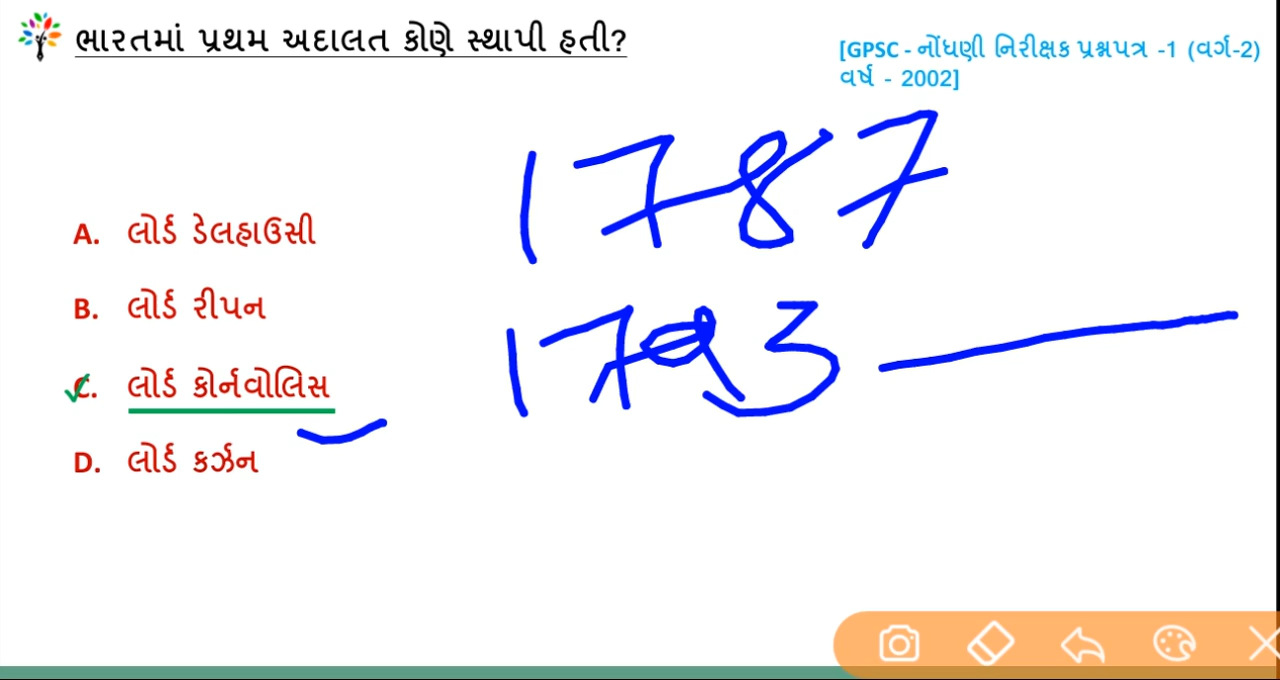 ભારતમાં પ્રથમ અદાલત કોણે સ્થાપી હતી?
[GPSC - નોંધણી નિરીક્ષક પ્રશ્નપત્ર -1 (વર્ગ-2)
વર્ષ - 2002]
1787
A. લોર્ડ ડેલહાઉસી
B. લોર્ડ રીપન
1793
C. લોર્ડ કોર્નવોલિસ
D. લોર્ડ કર્ઝન